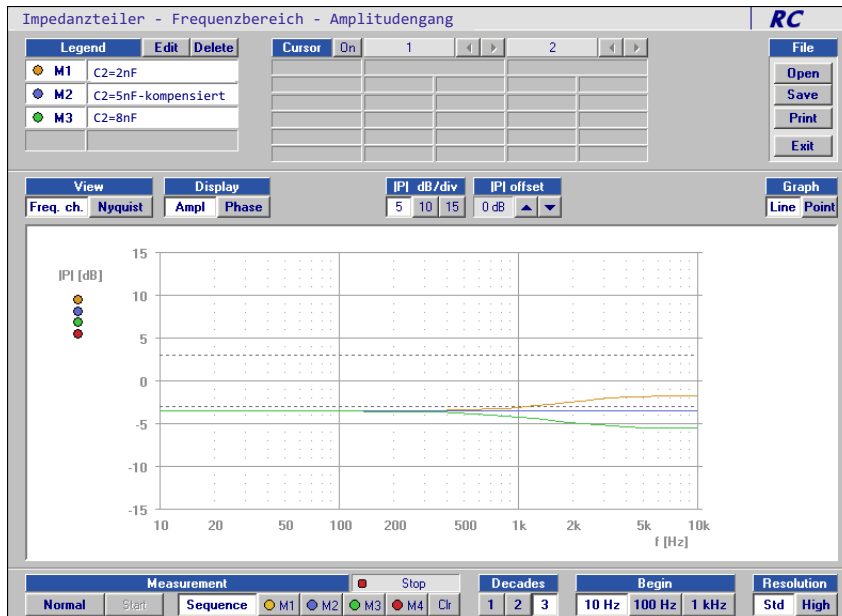 Impedanzteiler - Frequenzbereich - Amplitudengang RC
Legend Edit Delete Cursor On 1 2 File
M1 C2=2nF
M2 C2=5nF-kompensiert
M3 C2=8nF
Open
Save
Print
Exit
View Display |P| dB/div |P| offset Graph
Freq. ch. Nyquist Ampl Phase 5 10 15 0 dB Line Point
|P| [dB]
15
10
5
0
-5
-10
-15
10 20 50 100 200 500 1k 2k 5k 10k
f [Hz]
Measurement Stop Decades Begin Resolution
Normal Start Sequence M1 M2 M3 M4 Clr 1 2 3 10 Hz 100 Hz 1 kHz Std High